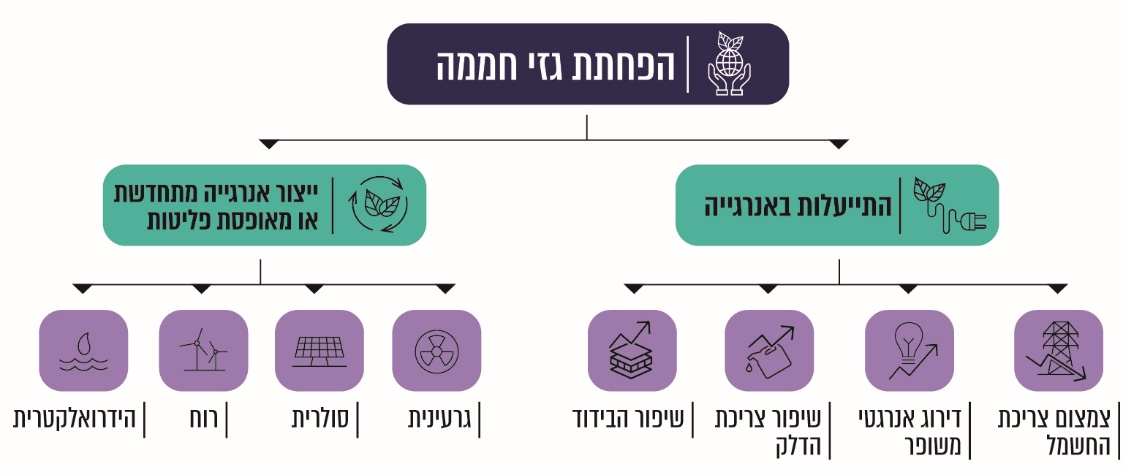 הפחתת גזי חממה
התייעלות באנרגייה
ייצור אנרגייה מתחדשת
או מאופסת פליטות
צמצום צריכת
החשמל
דירוג אנרגטי
משופר
שיפור צריכת
הדלק
שיפור הבידוד
גרעינית
סולרית
רוח
הידרואלקטרית